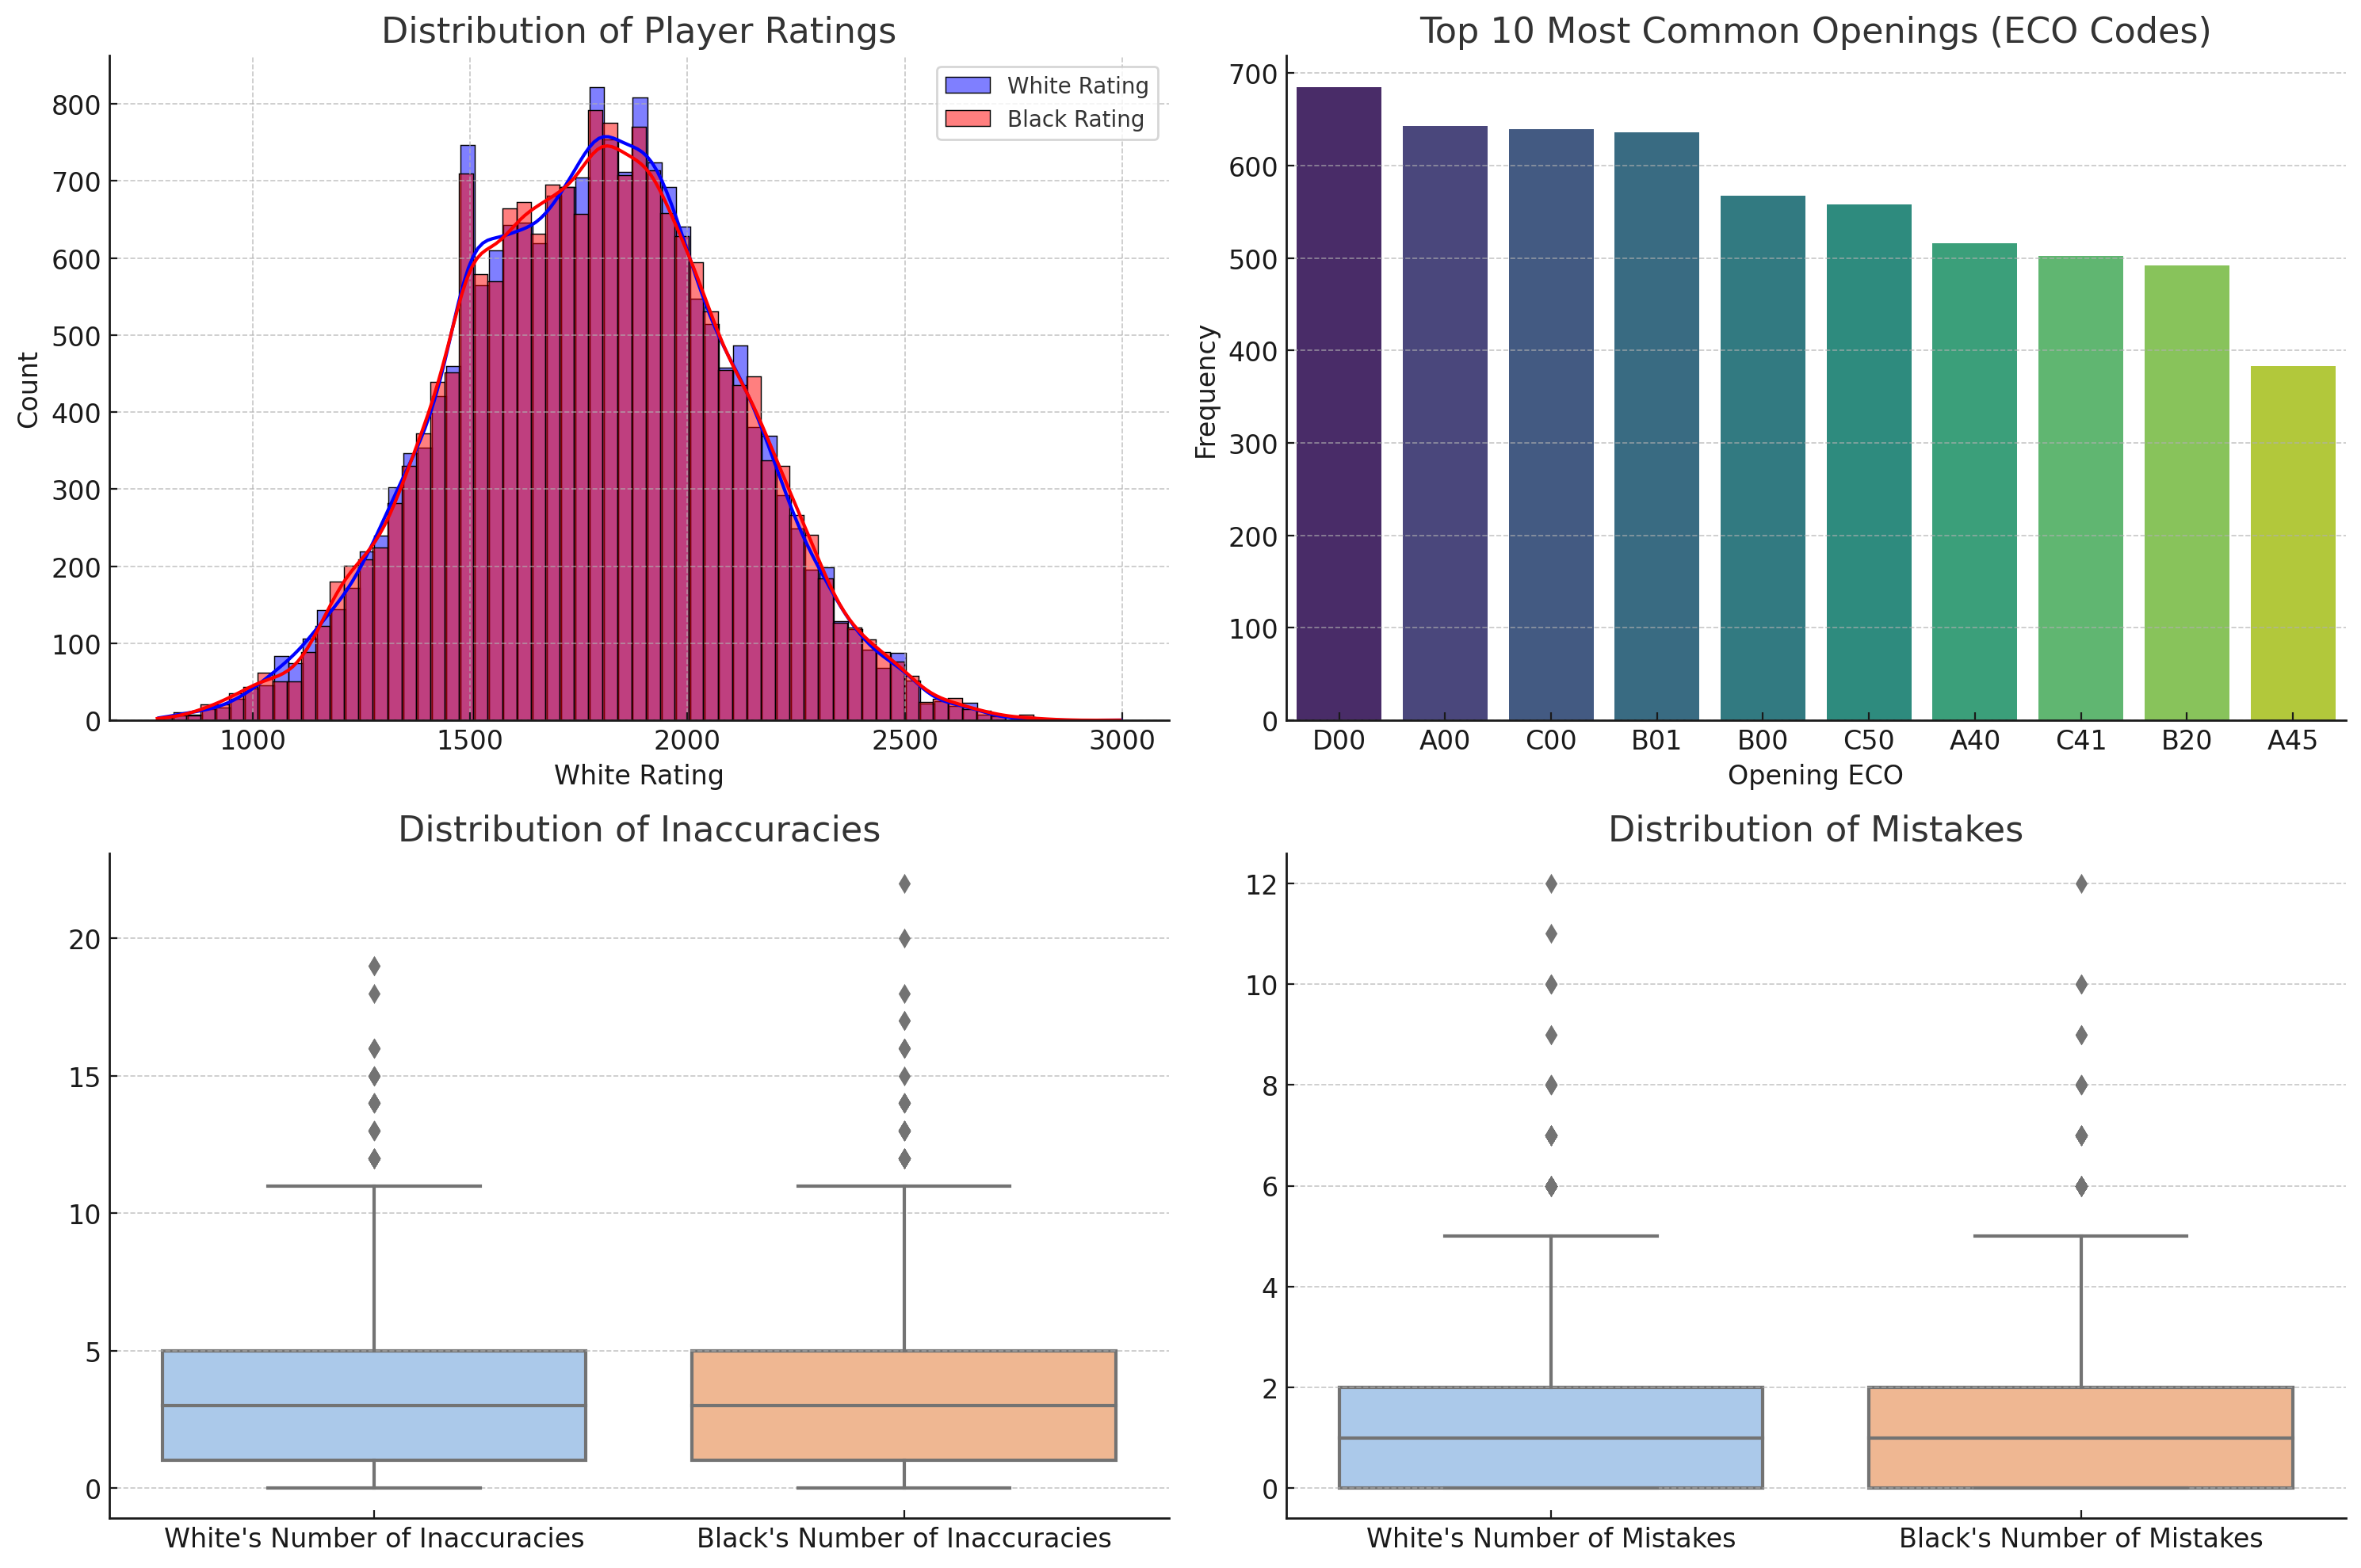 Distribution of Player Ratings
White Rating
Black Rating
Count
800
700
600
500
400
300
200
100
0
1000 1500 2000 2500 3000
White Rating
Top 10 Most Common Openings (ECO Codes)
Frequency
700
600
500
400
300
200
100
0
D00 A00 C00 B01 B00 C50 A40 C41 B20 A45
Opening ECO
Distribution of Inaccuracies
20
15
10
5
0
White's Number of Inaccuracies Black's Number of Inaccuracies
Distribution of Mistakes
12
10
8
6
4
2
0
White's Number of Mistakes Black's Number of Mistakes